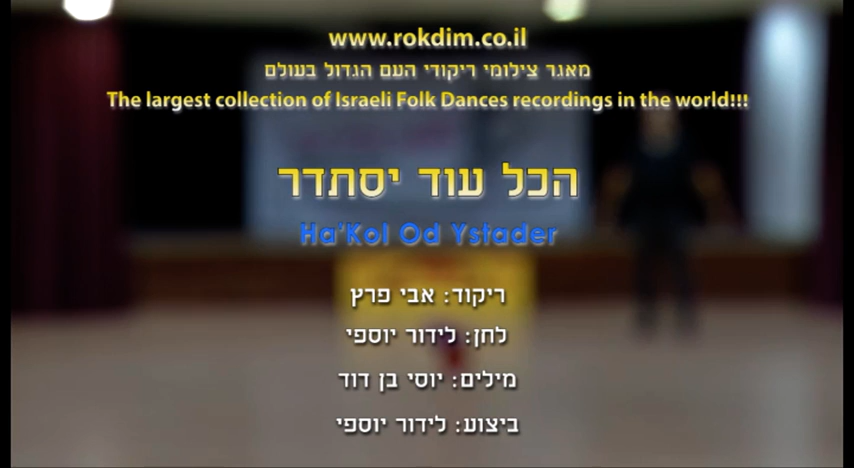 www.rokdim.co.il
מאגר צילומי ריקודי העם הגדול בעולם
The largest collection of Israeli Folk Dances recordings in the world!!!
הכל עוד יסתדר
Ha'Kol Od Ystader
ריקוד: אבי פרץ
לחן: לידור יוספי
מילים: יוסי בן דוד
ביצוע: לידור יוספי